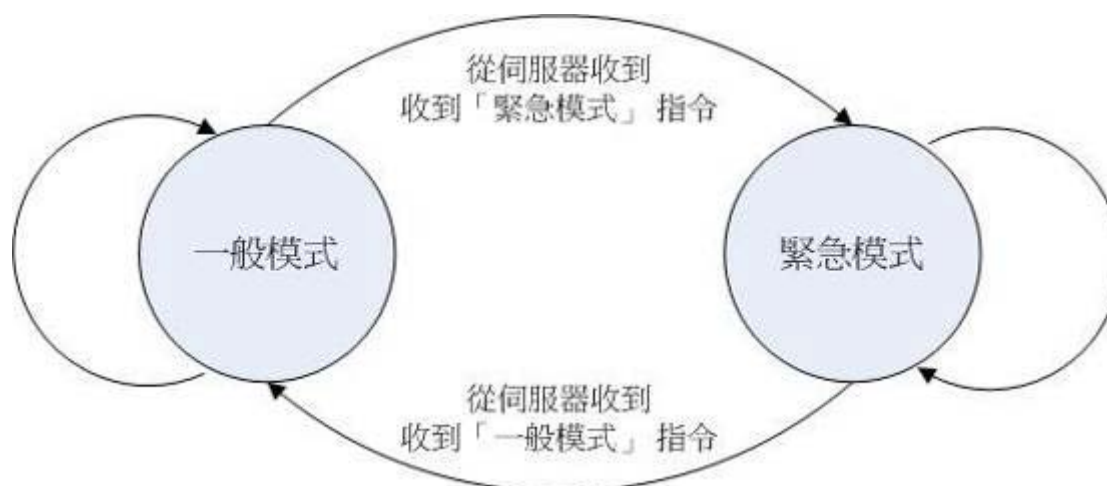 從伺服器收到
收到「緊急模式」指令
一般模式
緊急模式
從伺服器收到
收到「一般模式」指令